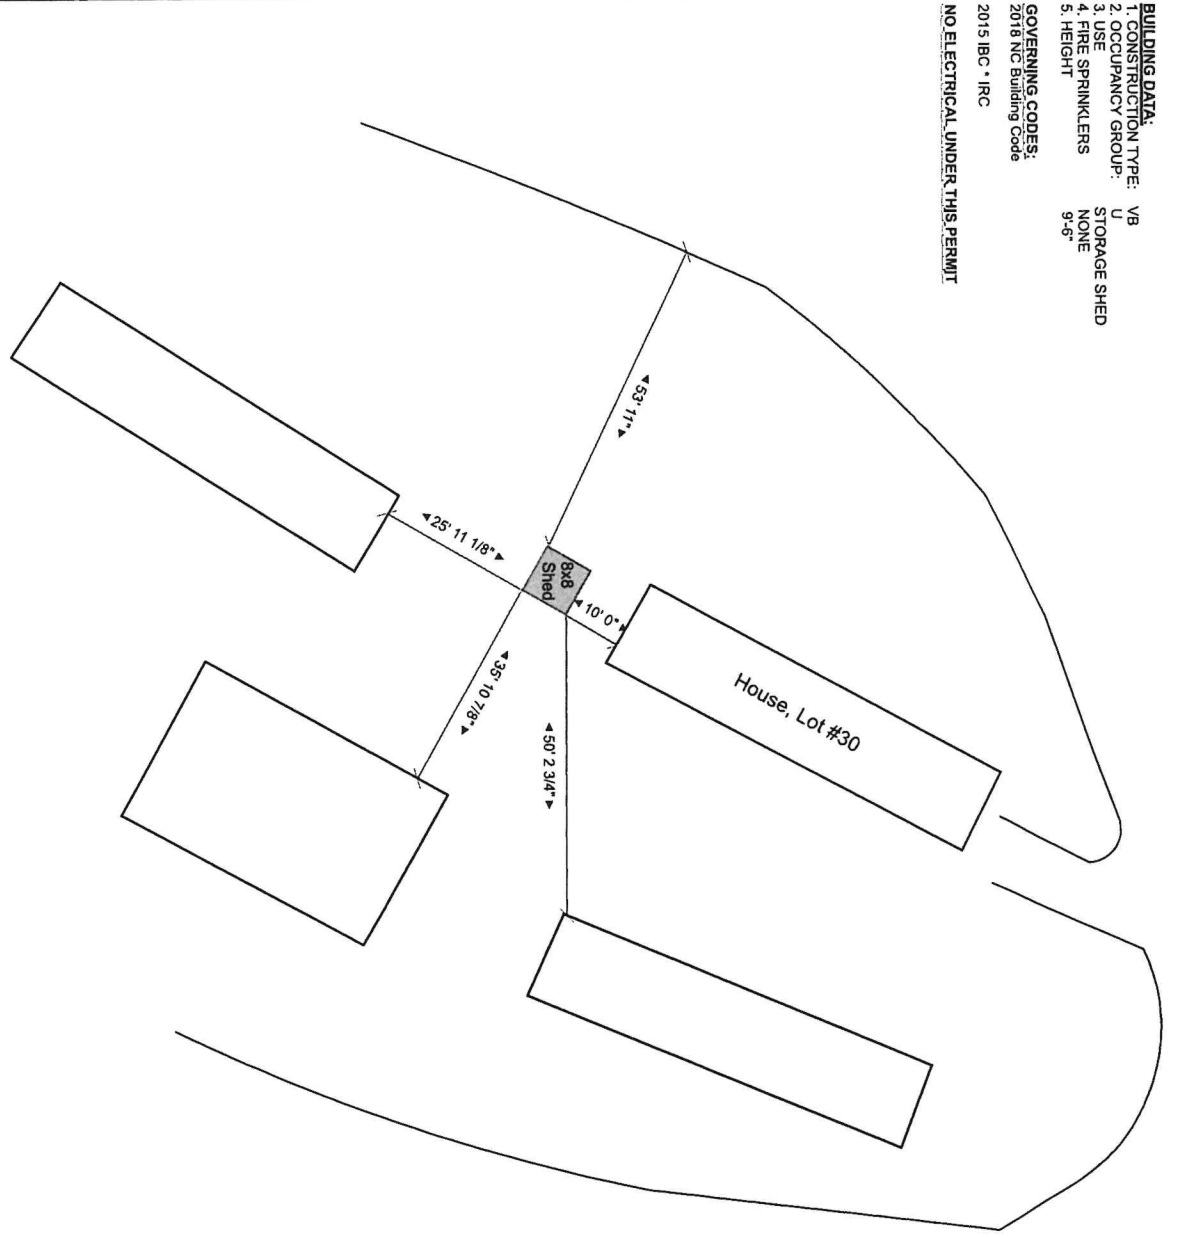 BUILDING DATA:
1. CONSTRUCTION TYPE: VB
2. OCCUPANCY GROUP: U
3. USE STORAGE SHED
4. FIRE SPRINKLERS NONE
5. HEIGHT 9'-6"
GOVERNING CODES:
2018 NC Building Code
2015 IBC * IRC
NO ELECTRICAL UNDER THIS PERMIT
53' 11"
25' 11 1/8"
8x8
Shed
10' 0"
35' 10 7/8"
50' 2 3/4"
House, Lot #30